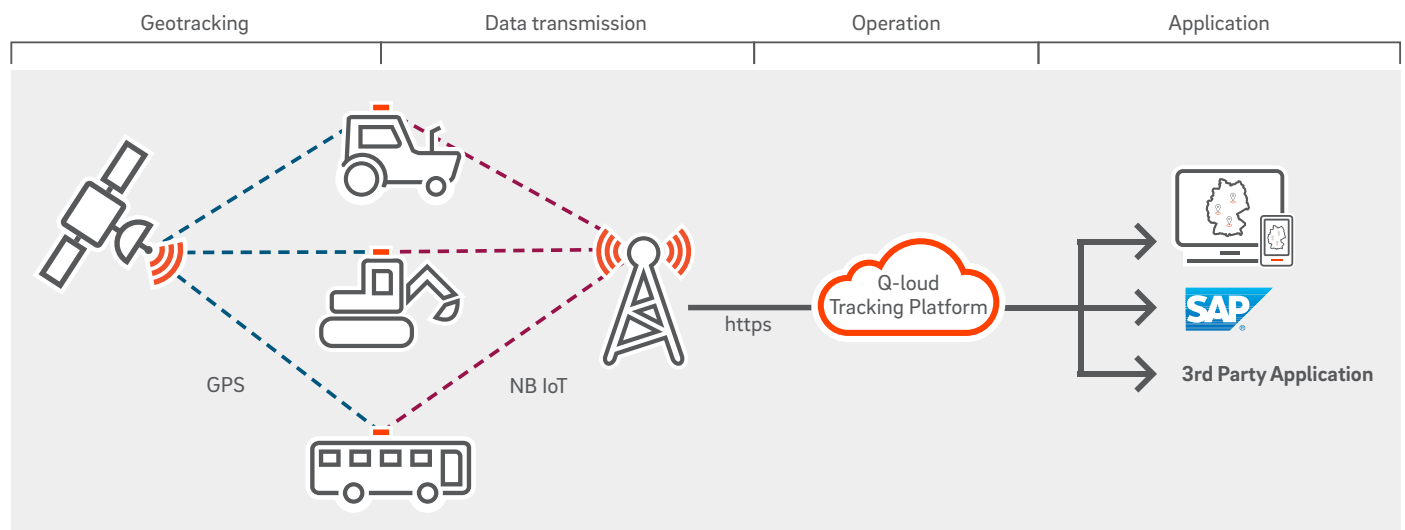 Geotracking
Data transmission
Operation
Application
GPS
NB IoT
https
Q-loud
Tracking Platform
SAP
®
3rd Party Application